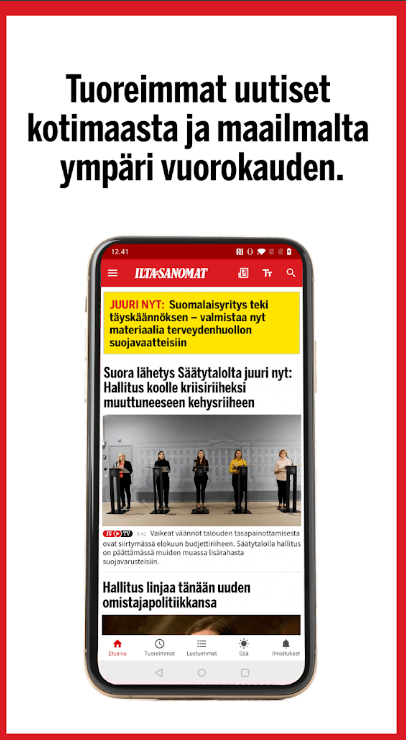 Tuoreimmat uutiset
kotimaasta ja maailmalta
ympäri vuorokauden.
12.41
ILTA-SANOMAT
TT
JUURI NYT: Suomalaisyritys teki
täyskäännöksen – valmistaa nyt
materiaalia terveydenhuollon
suojavaatteisiin
Suora lähetys Säätytalolta juuri nyt:
Hallitus koolle kriisiriiheksi
muuttuneeseen kehysriiheen
IS TV Vaikeat väännöt talouden tasapainottamisesta
ovat siirtymässä elokuun budjettiriiheen. Säätytalolla hallitus
on päättämässä muiden muassa lisärahasta
suojavarusteisiin.
Hallitus linjaa tänään uuden
omistajapolitiikkansa
Etusivu Tuoreimmat Luetuimmat Sää Ilmoitukset